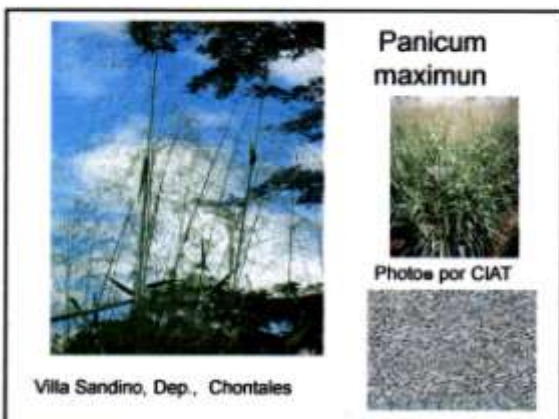 Panicum
maximun
Photos por CIAT
Villa Sandino, Dep., Chontales